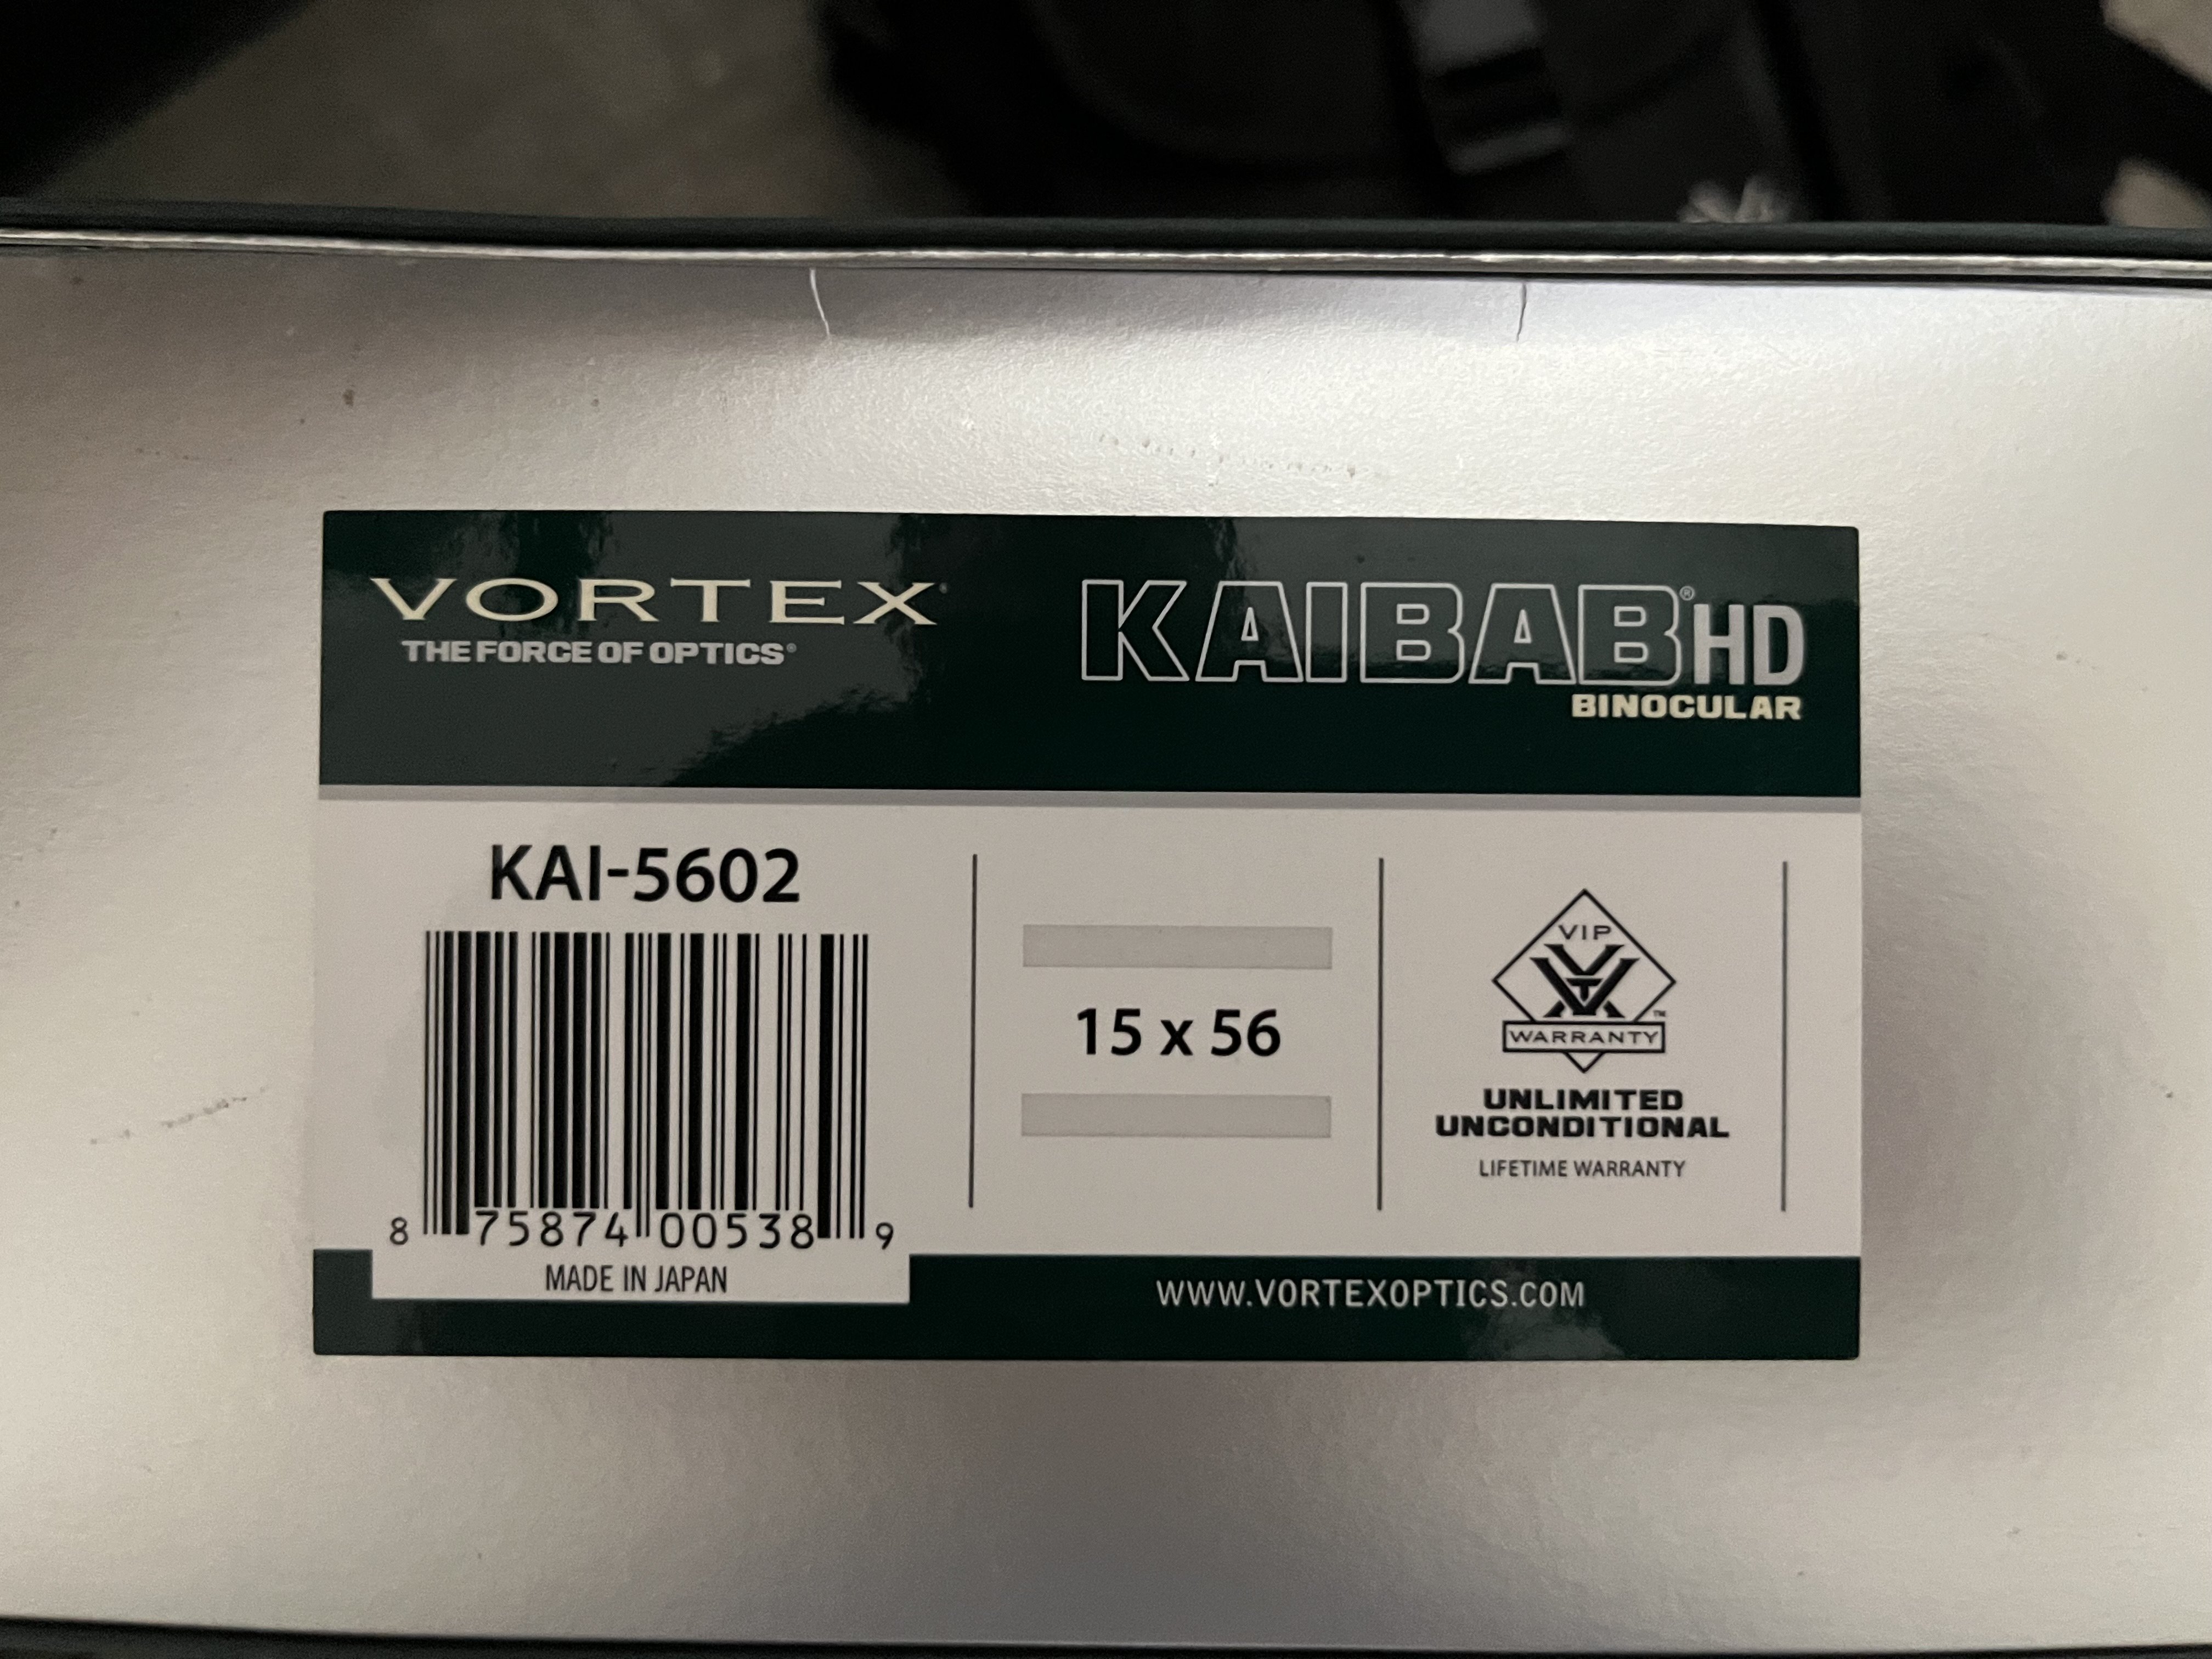 VORTEX®
THE FORCE OF OPTICS®
KAIBAB® HD
BINOCULAR
KAI-5602
8 75874 00538 9
MADE IN JAPAN
15 x 56
VIP
WARRANTY™
UNLIMITED
UNCONDITIONAL
LIFETIME WARRANTY
WWW.VORTEXOPTICS.COM